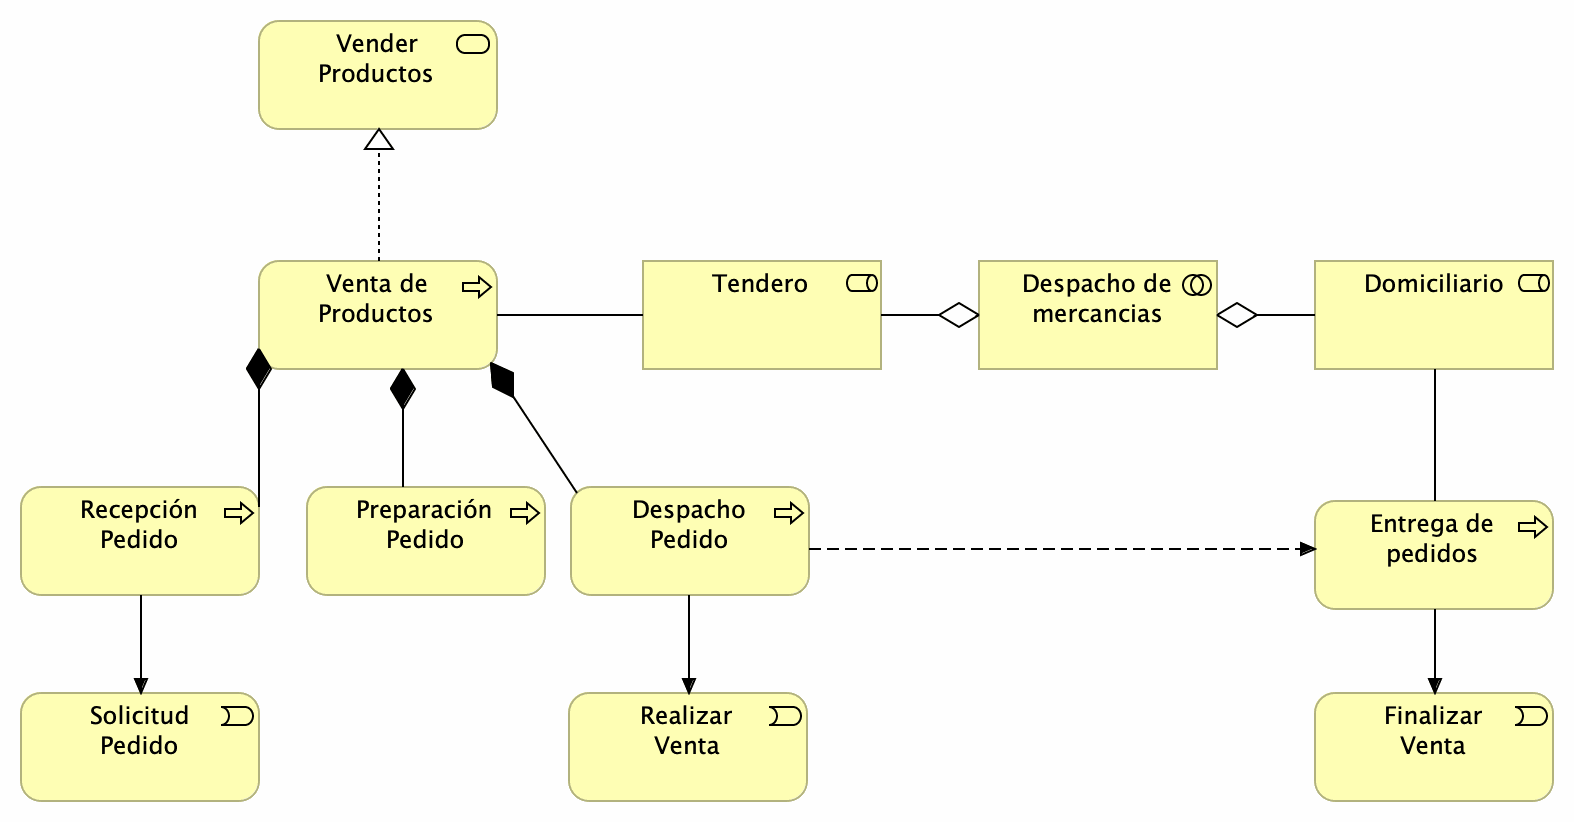 Vender
Productos
Venta de
Productos
Tendero
Despacho de
mercancias
Domiciliario
Recepción
Pedido
Preparación
Pedido
Despacho
Pedido
Entrega de
pedidos
Solicitud
Pedido
Realizar
Venta
Finalizar
Venta